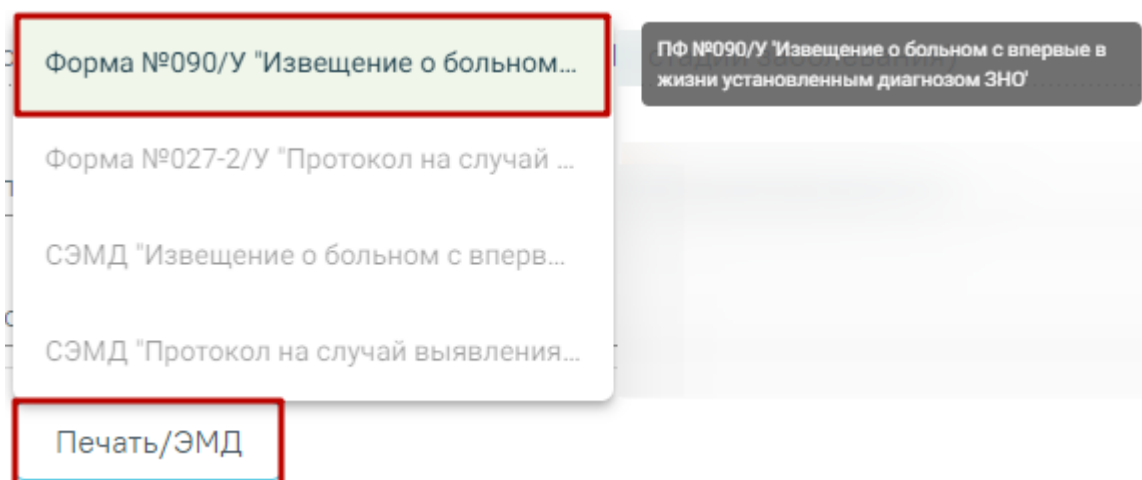 Форма №090/У "Извещение о больном...
ПФ №090/У 'Извещение о больном с впервые в
жизни установленным диагнозом ЗНО'
Форма №027-2/У "Протокол на случай ...
СЭМД "Извещение о больном с вперв...
СЭМД "Протокол на случай выявления...
Печать/ЭМД